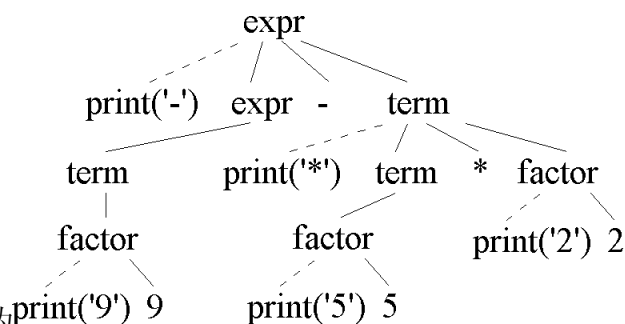 expr
print('-') expr - term
term print('*') term * factor
factor factor print('2') 2
print('9') 9 print('5') 5